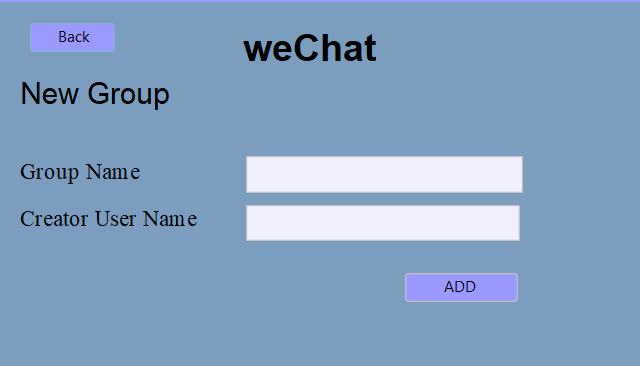 Back
weChat
New Group
Group Name
Creator User Name
ADD